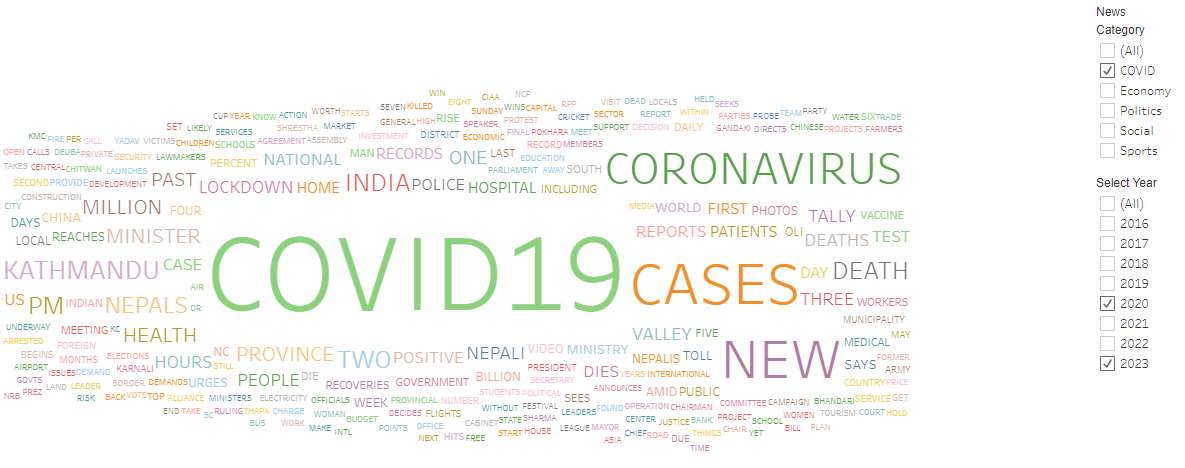 WIN
CIAA
NCP
SEVEN KILLED
EIGHT
SUNDAY
WINS CAPITAL
RPP
VISIT
DEAD
LOCALS
HELD
SEEKS
CUP YEAR KNOW ACTION
WORTH STARTS
GENERAL HIGH RISE
SPEAKER
PROTEST
CRICKET
SECTOR
REPORT
WITHIN
PARTIES PROBE TEAM PARTY
SET
LIKELY
SERVICES
SHRESTHA
MARKET
DISTRICT
ECONOMIC
FINAL POKHARA MEET
SUPPORT DECISION
DAILY
GANDAKI DIRECTS CHINESE
WATER SIX TRADE
PROJECTS FARMERS
KMC FIRE PER CALL
YADAV VICTIMS CHILDREN SCHOOLS
AGREEMENT ASSEMBLY
INVESTMENT
RECORD MEMBERS
OPEN CALLS DEUBA PRIVATE SECURITY LAWMAKERS PERCENT NATIONAL MAN RECORDS ONE LAST EDUCATION
CORONAVIRUS
TAKES CENTRAL CHITWAN LAUNCHES
PARLIAMENT AWAY SOUTH
SECOND PROVIDE DEVELOPMENT PAST LOCKDOWN HOME INDIA POLICE HOSPITAL INCLUDING
CONSTRUCTION
CITY
DAYS CHINA MILLION FOUR
MEDIA WORLD FIRST PHOTOS TALLY VACCINE
LOCAL REACHES MINISTER
REPORTS PATIENTS OLI DEATHS TEST
KATHMANDU CASE
COVID19
CASES DAY DEATH
AIR
US PM INDIAN NEPALS DR
THREE WORKERS
MUNICIPALITY
UNDERWAY MEETING KC HEALTH
VALLEY FIVE
NEW
MAY
ARRESTED
FOREIGN
MEDICAL
BEGINS MONTHS ELECTIONS HOURS NC PROVINCE TWO POSITIVE NEPALI VIDEO MINISTRY NEPALIS TOLL
SAYS FORMER
AIRPORT ISSUES DEMAND KARNALI
STILL
PRESIDENT DIES YEARS INTERNATIONAL
ARMY
GOVTS LAND LEADER BORDER DEMANDS URGES PEOPLE DIE RECOVERIES GOVERNMENT BILLION SECRETARY
ANNOUNCES AMID PUBLIC
COUNTRY PRICE
NRB PREZ
RISK BACK VOTE TOP ALLIANCE MINISTERS ELECTRICITY OFFICIALS WEEK PROVINCIAL NUMBER STUDENTS POLITICAL SEES
COMMITTEE CAMPAIGN BHANDARI SERVICE GET
END TAKE SC RULING THAPA CHARGE WOMAN BUDGET DECIDES FLIGHTS WITHOUT FESTIVAL LEADERS FOUND OPERATION CHAIRMAN
PROJECT SCHOOL WOMEN TOURISM COURT HOLD
BUS WORK MAKE INTL POINTS OFFICE CABINET STATE SHARMA
CENTER JUSTICE BANK
CHAIR YET BILL PLAN
NEXT HITS FREE START HOUSE LEAGUE MAYOR CHIEF ROAD DUE THINGS
ASIA
TIME
News
Category
(All)
COVID
Economy
Politics
Social
Sports
Select Year
(All)
2016
2017
2018
2019
2020
2021
2022
2023